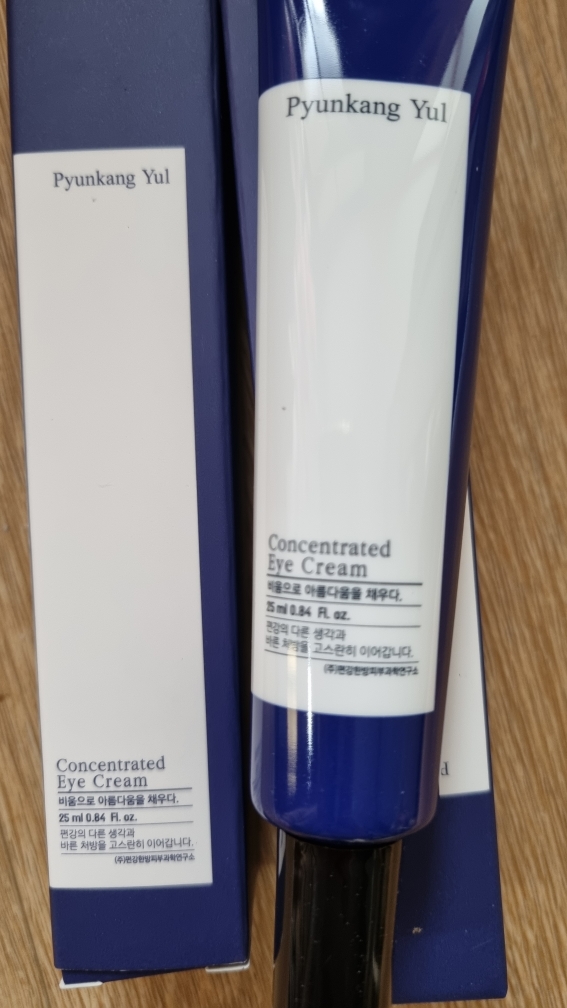 Pyunkang Yul
Concentrated
Eye Cream
비움으로 아름다움을 채우다.
25 ml 0.84 Fl. oz.
편강의 다른 생각과
바른 처방을 고스란히 이어갑니다.
(주)편강한방피부과학연구소
Pyunkang Yul
Concentrated
Eye Cream
비움으로 아름다움을 채우다.
25 ml 0.84 Fl. oz.
편강의 다른 생각과
바른 처방을 고스란히 이어갑니다.
(주)편강한방피부과학연구소